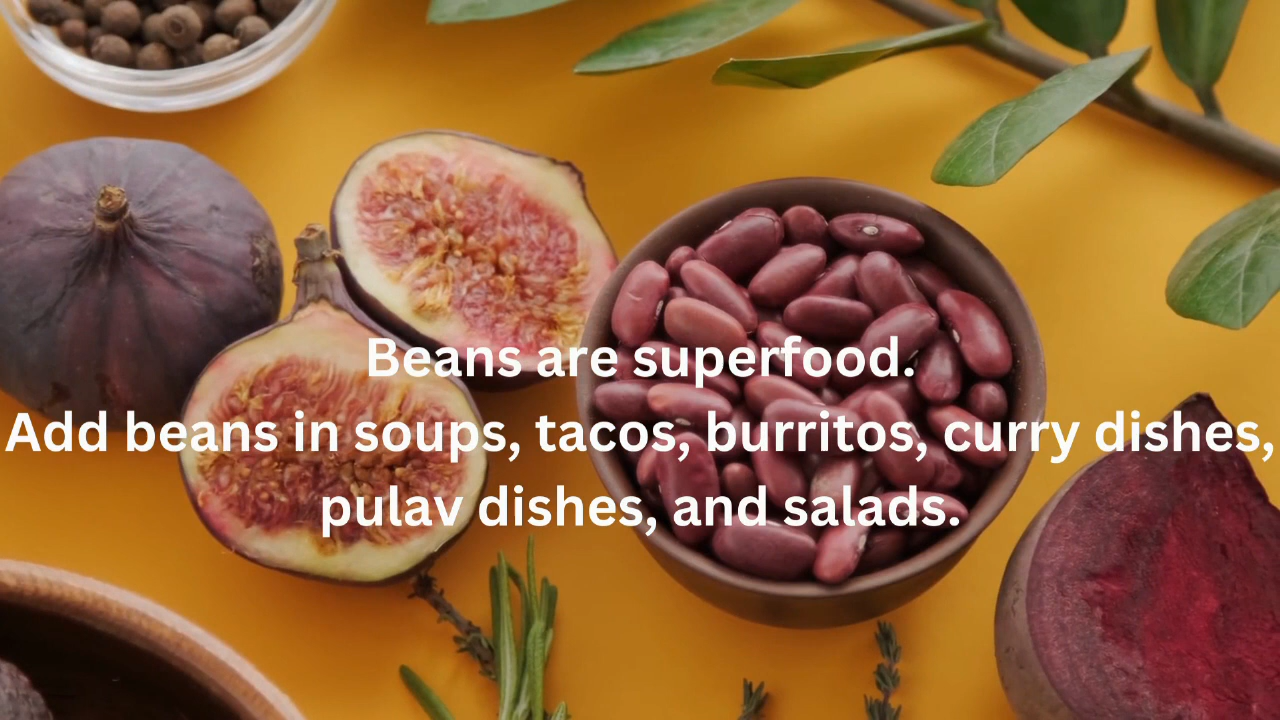 Beans are superfood.
Add beans in soups, tacos, burritos, curry dishes,
pulav dishes, and salads.